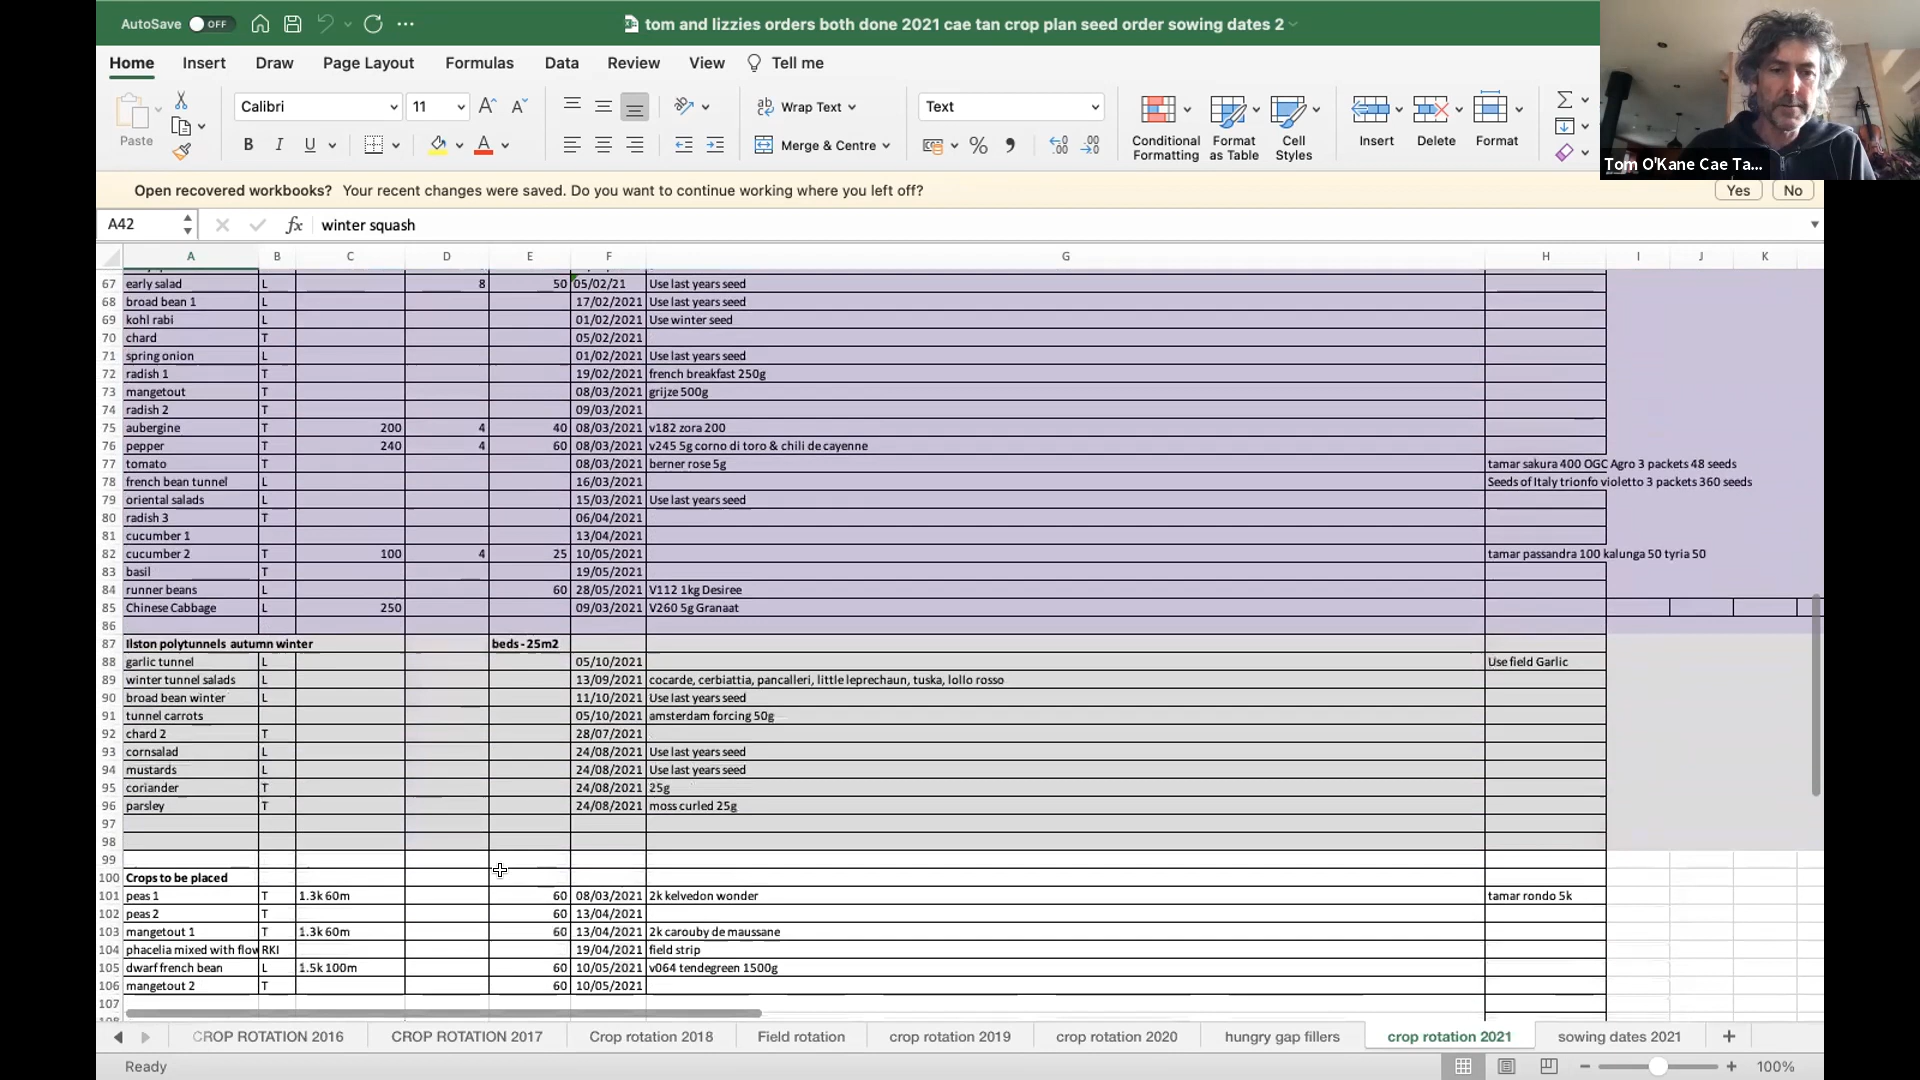 AutoSave OFF tom and lizzies orders both done 2021 cae tan crop plan seed order sowing dates 2
Home Insert Draw Page Layout Formulas Data Review View Tell me
Paste Calibri 11 B I U Wrap Text Merge & Centre Text Conditional Formatting Format as Table Cell Styles Insert Delete Format
Tom O'Kane Cae Ta...
Open recovered workbooks? Your recent changes were saved. Do you want to continue working where you left off? Yes No
A42 fx winter squash
A B C D E F G H I J K
67 early salad L 8 50 05/02/21 Use last years seed
68 broad bean 1 L 17/02/2021 Use last years seed
69 kohl rabi L 01/02/2021 Use winter seed
70 chard T 05/02/2021
71 spring onion L 01/02/2021 Use last years seed
72 radish 1 T 19/02/2021 french breakfast 250g
73 mangetout T 08/03/2021 grijze 500g
74 radish 2 T 09/03/2021
75 aubergine T 200 4 40 08/03/2021 v182 zora 200
76 pepper T 240 4 60 08/03/2021 v245 5g corno di toro & chili de cayenne
77 tomato T 08/03/2021 berner rose 5g tamar sakura 400 OGC Agro 3 packets 48 seeds
78 french bean tunnel L 16/03/2021 Seeds of Italy trionfo violetto 3 packets 360 seeds
79 oriental salads L 15/03/2021 Use last years seed
80 radish 3 T 06/04/2021
81 cucumber 1 13/04/2021
82 cucumber 2 T 100 4 25 10/05/2021 tamar passandra 100 kalunga 50 tyria 50
83 basil T 19/05/2021
84 runner beans L 60 28/05/2021 V112 1kg Desiree
85 Chinese Cabbage L 250 09/03/2021 V260 5g Granaat
86
87 Ilston polytunnels autumn winter beds - 25m2
88 garlic tunnel L 05/10/2021 Use field Garlic
89 winter tunnel salads L 13/09/2021 cocarde, cerbiattia, pancalleri, little leprechaun, tuska, lollo rosso
90 broad bean winter L 11/10/2021 Use last years seed
91 tunnel carrots 05/10/2021 amsterdam forcing 50g
92 chard 2 T 28/07/2021
93 cornsalad L 24/08/2021 Use last years seed
94 mustards L 24/08/2021 Use last years seed
95 coriander T 24/08/2021 25g
96 parsley T 24/08/2021 moss curled 25g
97
98
99
100 Crops to be placed
101 peas 1 T 1.3k 60m 60 08/03/2021 2k kelvedon wonder tamar rondo 5k
102 peas 2 T 60 13/04/2021
103 mangetout 1 T 1.3k 60m 60 13/04/2021 2k carouby de maussane
104 phacelia mixed with flow RKI 19/04/2021 field strip
105 dwarf french bean L 1.5k 100m 60 10/05/2021 v064 tendegreen 1500g
106 mangetout 2 T 60 10/05/2021
107
CROP ROTATION 2016 CROP ROTATION 2017 Crop rotation 2018 Field rotation crop rotation 2019 crop rotation 2020 hungry gap fillers crop rotation 2021 sowing dates 2021
Ready 100%